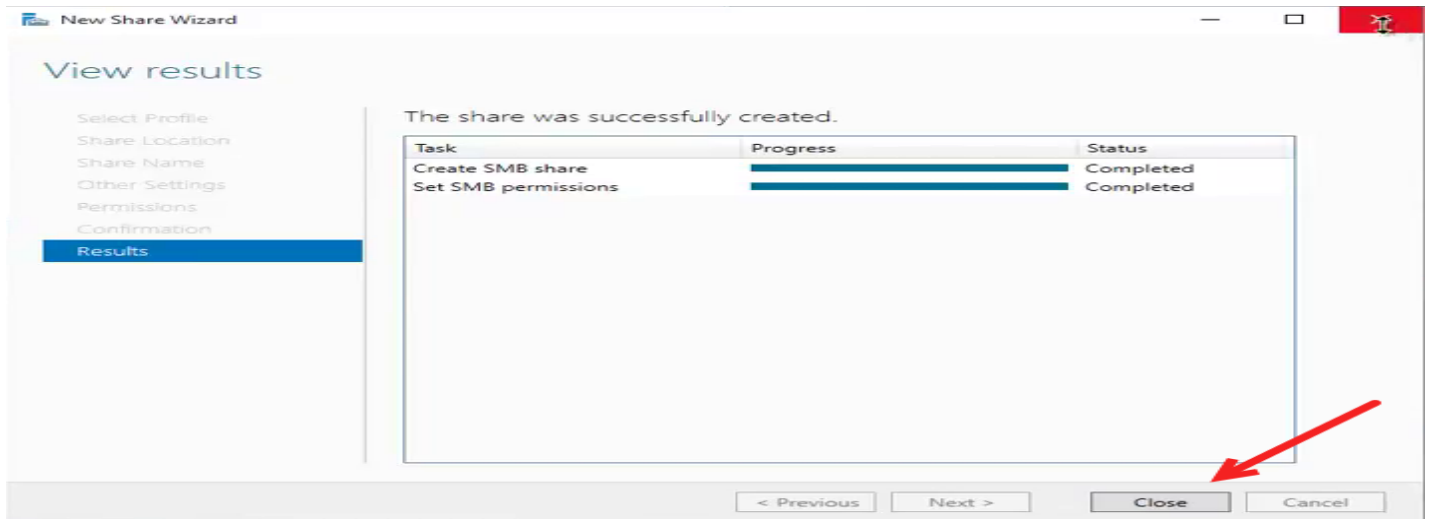 New Share Wizard
View results
Select Profile
Share Location
Share Name
Other Settings
Permissions
Confirmation
Results
The share was successfully created.
Task Progress Status
Create SMB share Completed
Set SMB permissions Completed
< Previous Next > Close Cancel